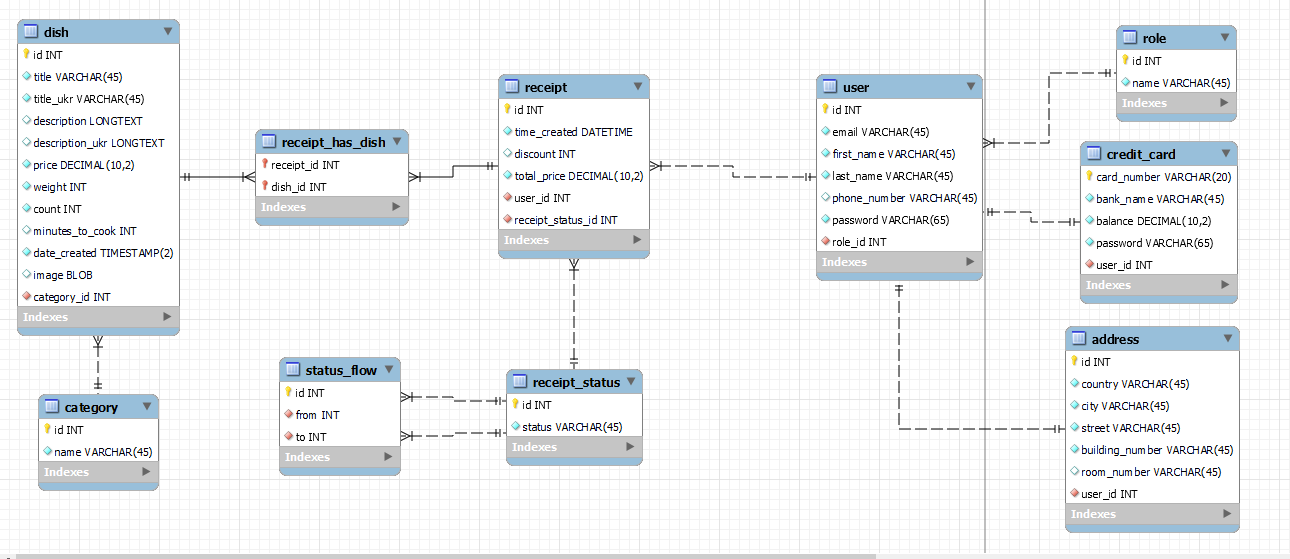 dish
id INT
title VARCHAR(45)
title_ukr VARCHAR(45)
description LONGTEXT
description_ukr LONGTEXT
price DECIMAL(10,2)
weight INT
count INT
minutes_to_cook INT
date_created TIMESTAMP(2)
image BLOB
category_id INT
Indexes
category
id INT
name VARCHAR(45)
Indexes
receipt_has_dish
receipt_id INT
dish_id INT
Indexes
status_flow
id INT
from INT
to INT
Indexes
receipt
id INT
time_created DATETIME
discount INT
total_price DECIMAL(10,2)
user_id INT
receipt_status_id INT
Indexes
receipt_status
id INT
status VARCHAR(45)
Indexes
user
id INT
email VARCHAR(45)
first_name VARCHAR(45)
last_name VARCHAR(45)
phone_number VARCHAR(45)
password VARCHAR(65)
role_id INT
Indexes
role
id INT
name VARCHAR(45)
Indexes
credit_card
card_number VARCHAR(20)
bank_name VARCHAR(45)
balance DECIMAL(10,2)
password VARCHAR(65)
user_id INT
Indexes
address
id INT
country VARCHAR(45)
city VARCHAR(45)
street VARCHAR(45)
building_number VARCHAR(45)
room_number VARCHAR(45)
user_id INT
Indexes